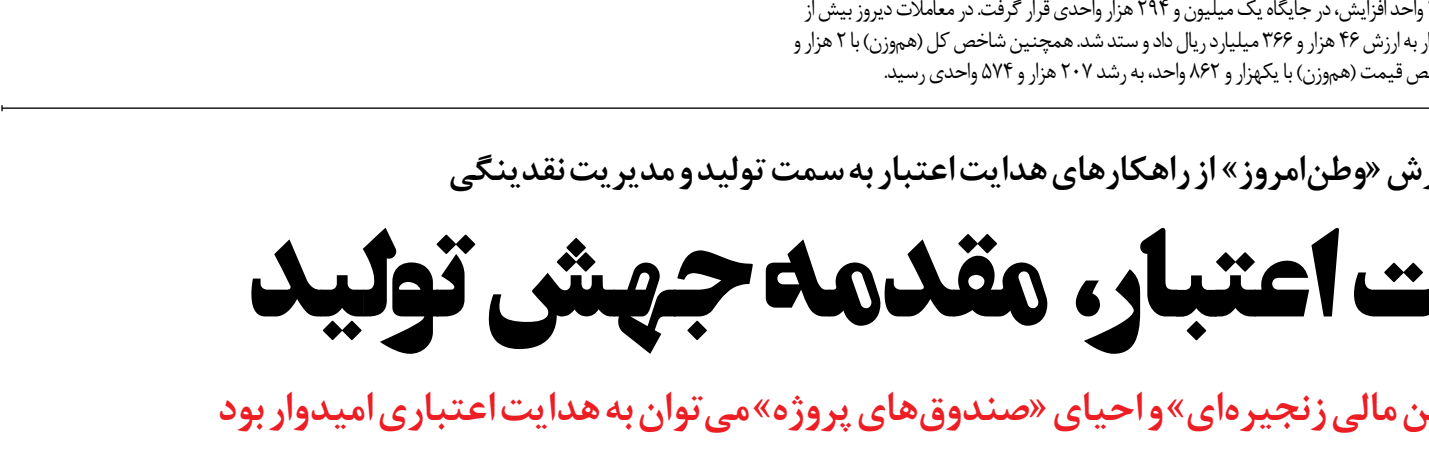 واحد افزایش، در جایگاه یک میلیون و ۲۹۴ هزار واحدی قرار گرفت. در معاملات دیروز بیش از
به ارزش ۴۶ هزار و ۳۶۶ میلیارد ریال داد و ستد شد. همچنین شاخص کل (هم‌وزن) با ۲ هزار و
قیمت (هم‌وزن) با یکهزار و ۸۶۲ واحد، به رشد ۲۰۷ هزار و ۵۷۴ واحدی رسید.
«وطن‌امروز» از راهکارهای هدایت اعتبار به سمت تولید و مدیریت نقدینگی
اعتبار، مقدمه جهش تولید
مالی زنجیره‌ای» و احیای «صندوق‌های پروژه» می‌توان به هدایت اعتباری امیدوار بود